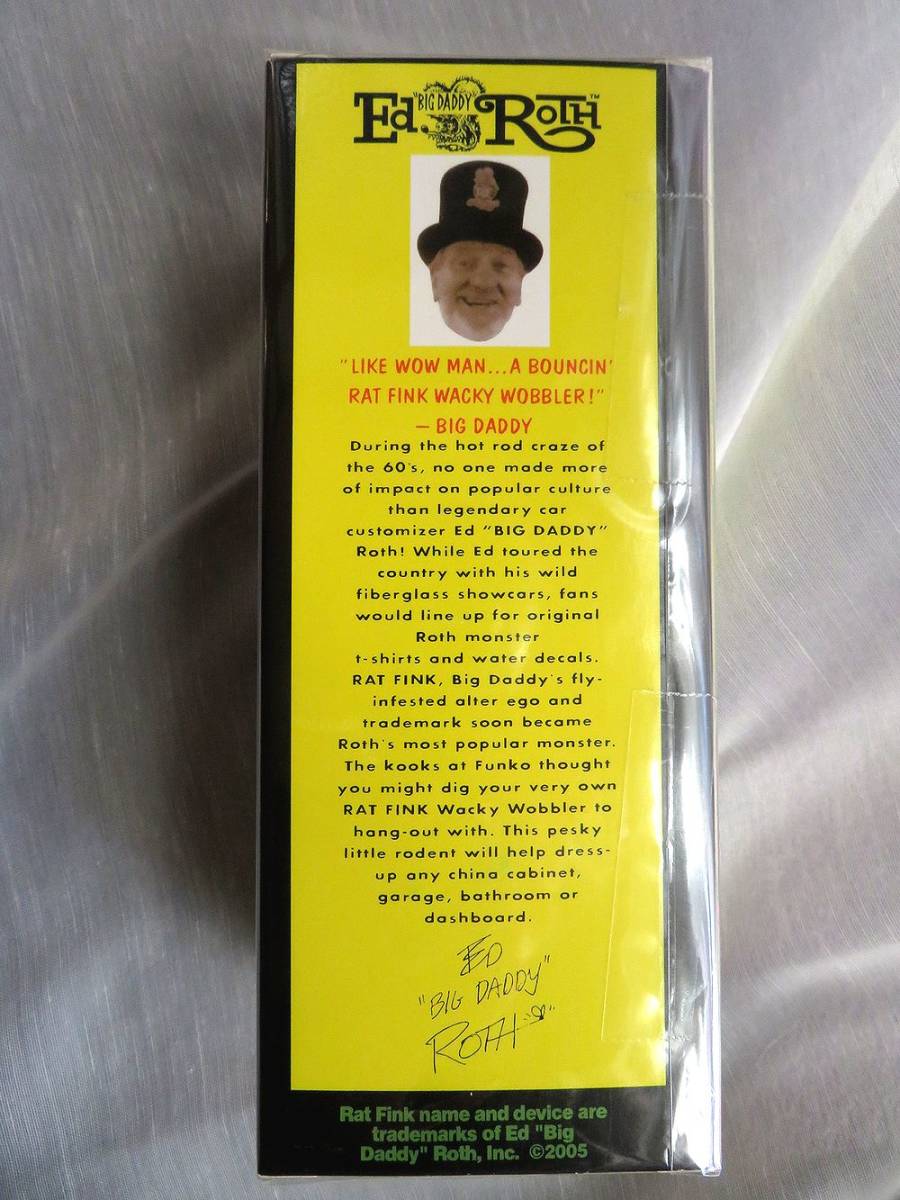 Ed "BIG DADDY" ROTH™
"LIKE WOW MAN...A BOUNCIN'
RAT FINK WACKY WOBBLER!"
– BIG DADDY
During the hot rod craze of
the 60's, no one made more
of impact on popular culture
than legendary car
customizer Ed "BIG DADDY"
Roth! While Ed toured the
country with his wild
fiberglass showcars, fans
would line up for original
Roth monster
t-shirts and water decals.
RAT FINK, Big Daddy's fly-
infested alter ego and
trademark soon became
Roth's most popular monster.
The kooks at Funko thought
you might dig your very own
RAT FINK Wacky Wobbler to
hang-out with. This pesky
little rodent will help dress-
up any china cabinet,
garage, bathroom or
dashboard.
ED
"BIG DADDY"
ROTH
Rat Fink name and device are
trademarks of Ed "Big
Daddy" Roth, Inc. ©2005